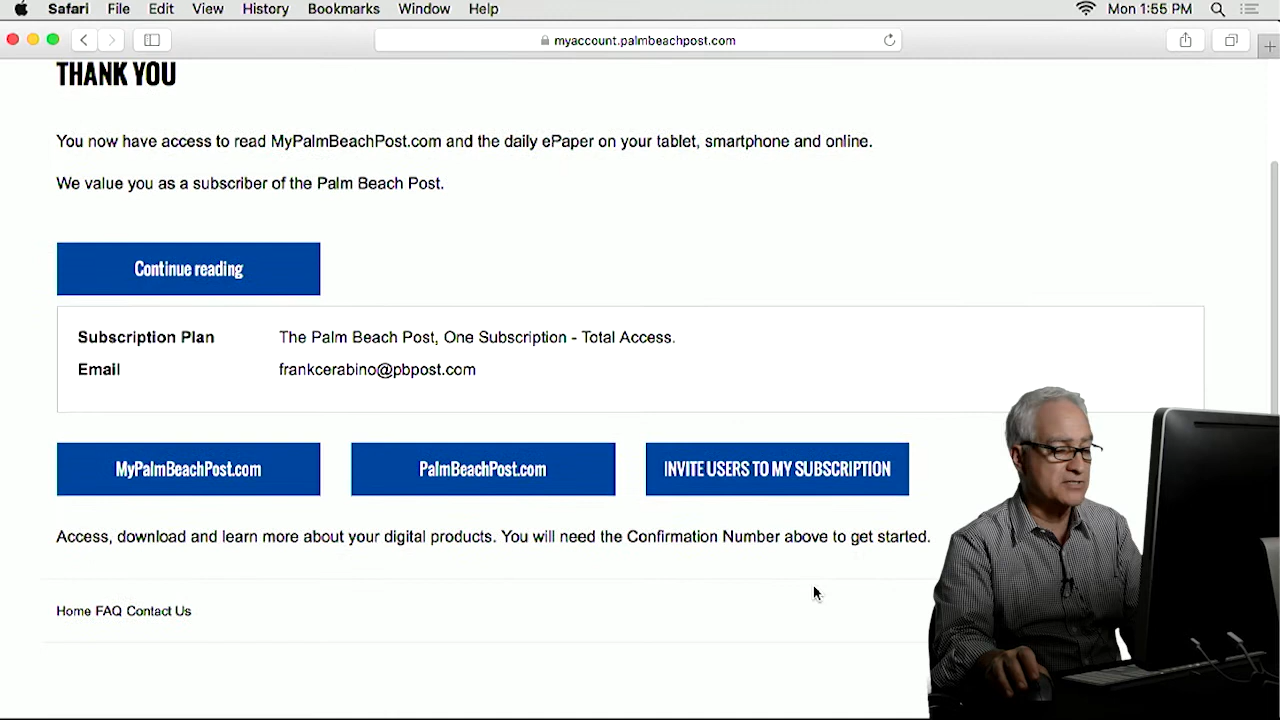 Safari File Edit View History Bookmarks Window Help Mon 1:55 PM
myaccount.palmbeachpost.com
THANK YOU
You now have access to read MyPalmBeachPost.com and the daily ePaper on your tablet, smartphone and online.
We value you as a subscriber of the Palm Beach Post.
Continue reading
Subscription Plan The Palm Beach Post, One Subscription - Total Access.
Email frankcerabino@pbpost.com
MyPalmBeachPost.com PalmBeachPost.com INVITE USERS TO MY SUBSCRIPTION
Access, download and learn more about your digital products. You will need the Confirmation Number above to get started.
Home FAQ Contact Us